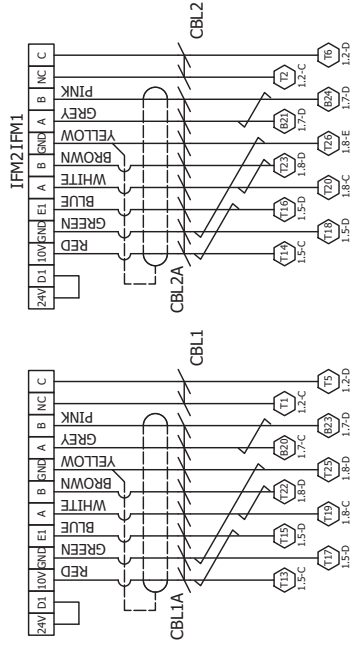 24V D1 10V GND E1 A B GND A B NC C
RED
GREEN
BLUE
WHITE
BROWN
YELLOW
GREY
PINK
CBL1A
CBL1
T13
1.5-C
T17
1.5-D
T15
1.5-D
T19
1.8-C
T22
1.8-D
T25
1.8-D
B20
1.7-C
B23
1.7-D
T1
1.2-C
T5
1.2-D
IFM2IFM1
24V D1 10V GND E1 A B GND A B NC C
RED
GREEN
BLUE
WHITE
BROWN
YELLOW
GREY
PINK
CBL2A
CBL2
T14
1.5-C
T18
1.5-D
T16
1.5-D
T20
1.8-C
T23
1.8-D
T26
1.8-E
B21
1.7-D
B24
1.7-D
T2
1.2-C
T6
1.2-D